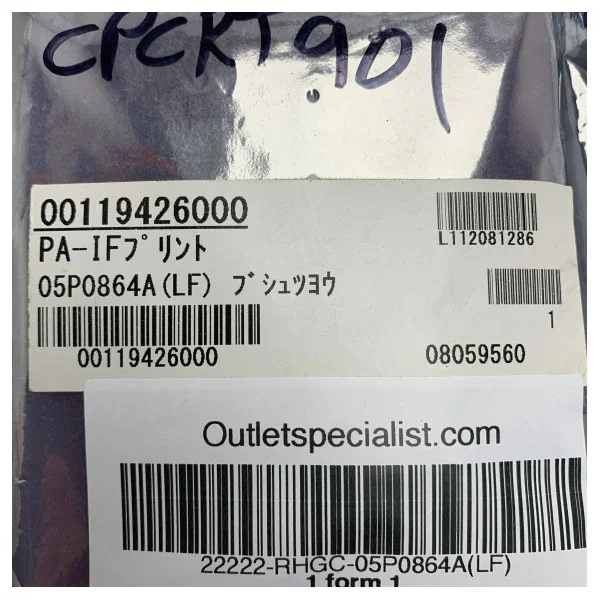 CPCRT901
00119426000
PA-IFﾌﾟﾘﾝﾄ
L112081286
05P0864A(LF) ﾌﾞｼｭﾂﾖｳ
1
00119426000
08059560
Outletspecialist.com
22222-RHGC-05P0864A(LF)
1 form 1